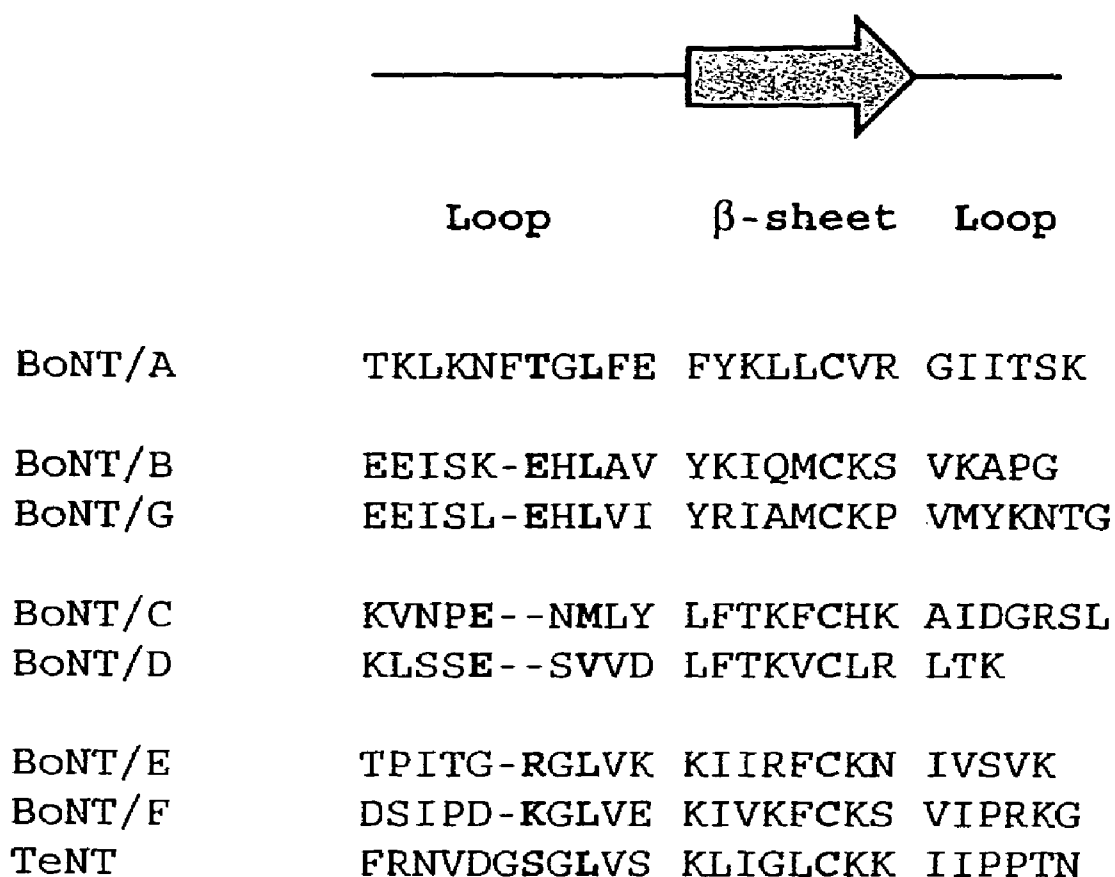 Loop β-sheet Loop
BoNT/A TKLKNFTGLFE FYKLLCVR GIITSK
BoNT/B EEISK-EHLAV YKIQMCKS VKAPG
BoNT/G EEISL-EHLVI YRIAMCKP VMYKNTG
BoNT/C KVNPE--NMLY LFTKFCHK AIDGRSL
BoNT/D KLSSE--SVVD LFTKVCLR LTK
BoNT/E TPITG-RGLVK KIIRFCKN IVSVK
BoNT/F DSIPD-KGLVE KIVKFCKS VIPRKG
TeNT FRNVDGSGLVS KLIGLCKK IIPPTN